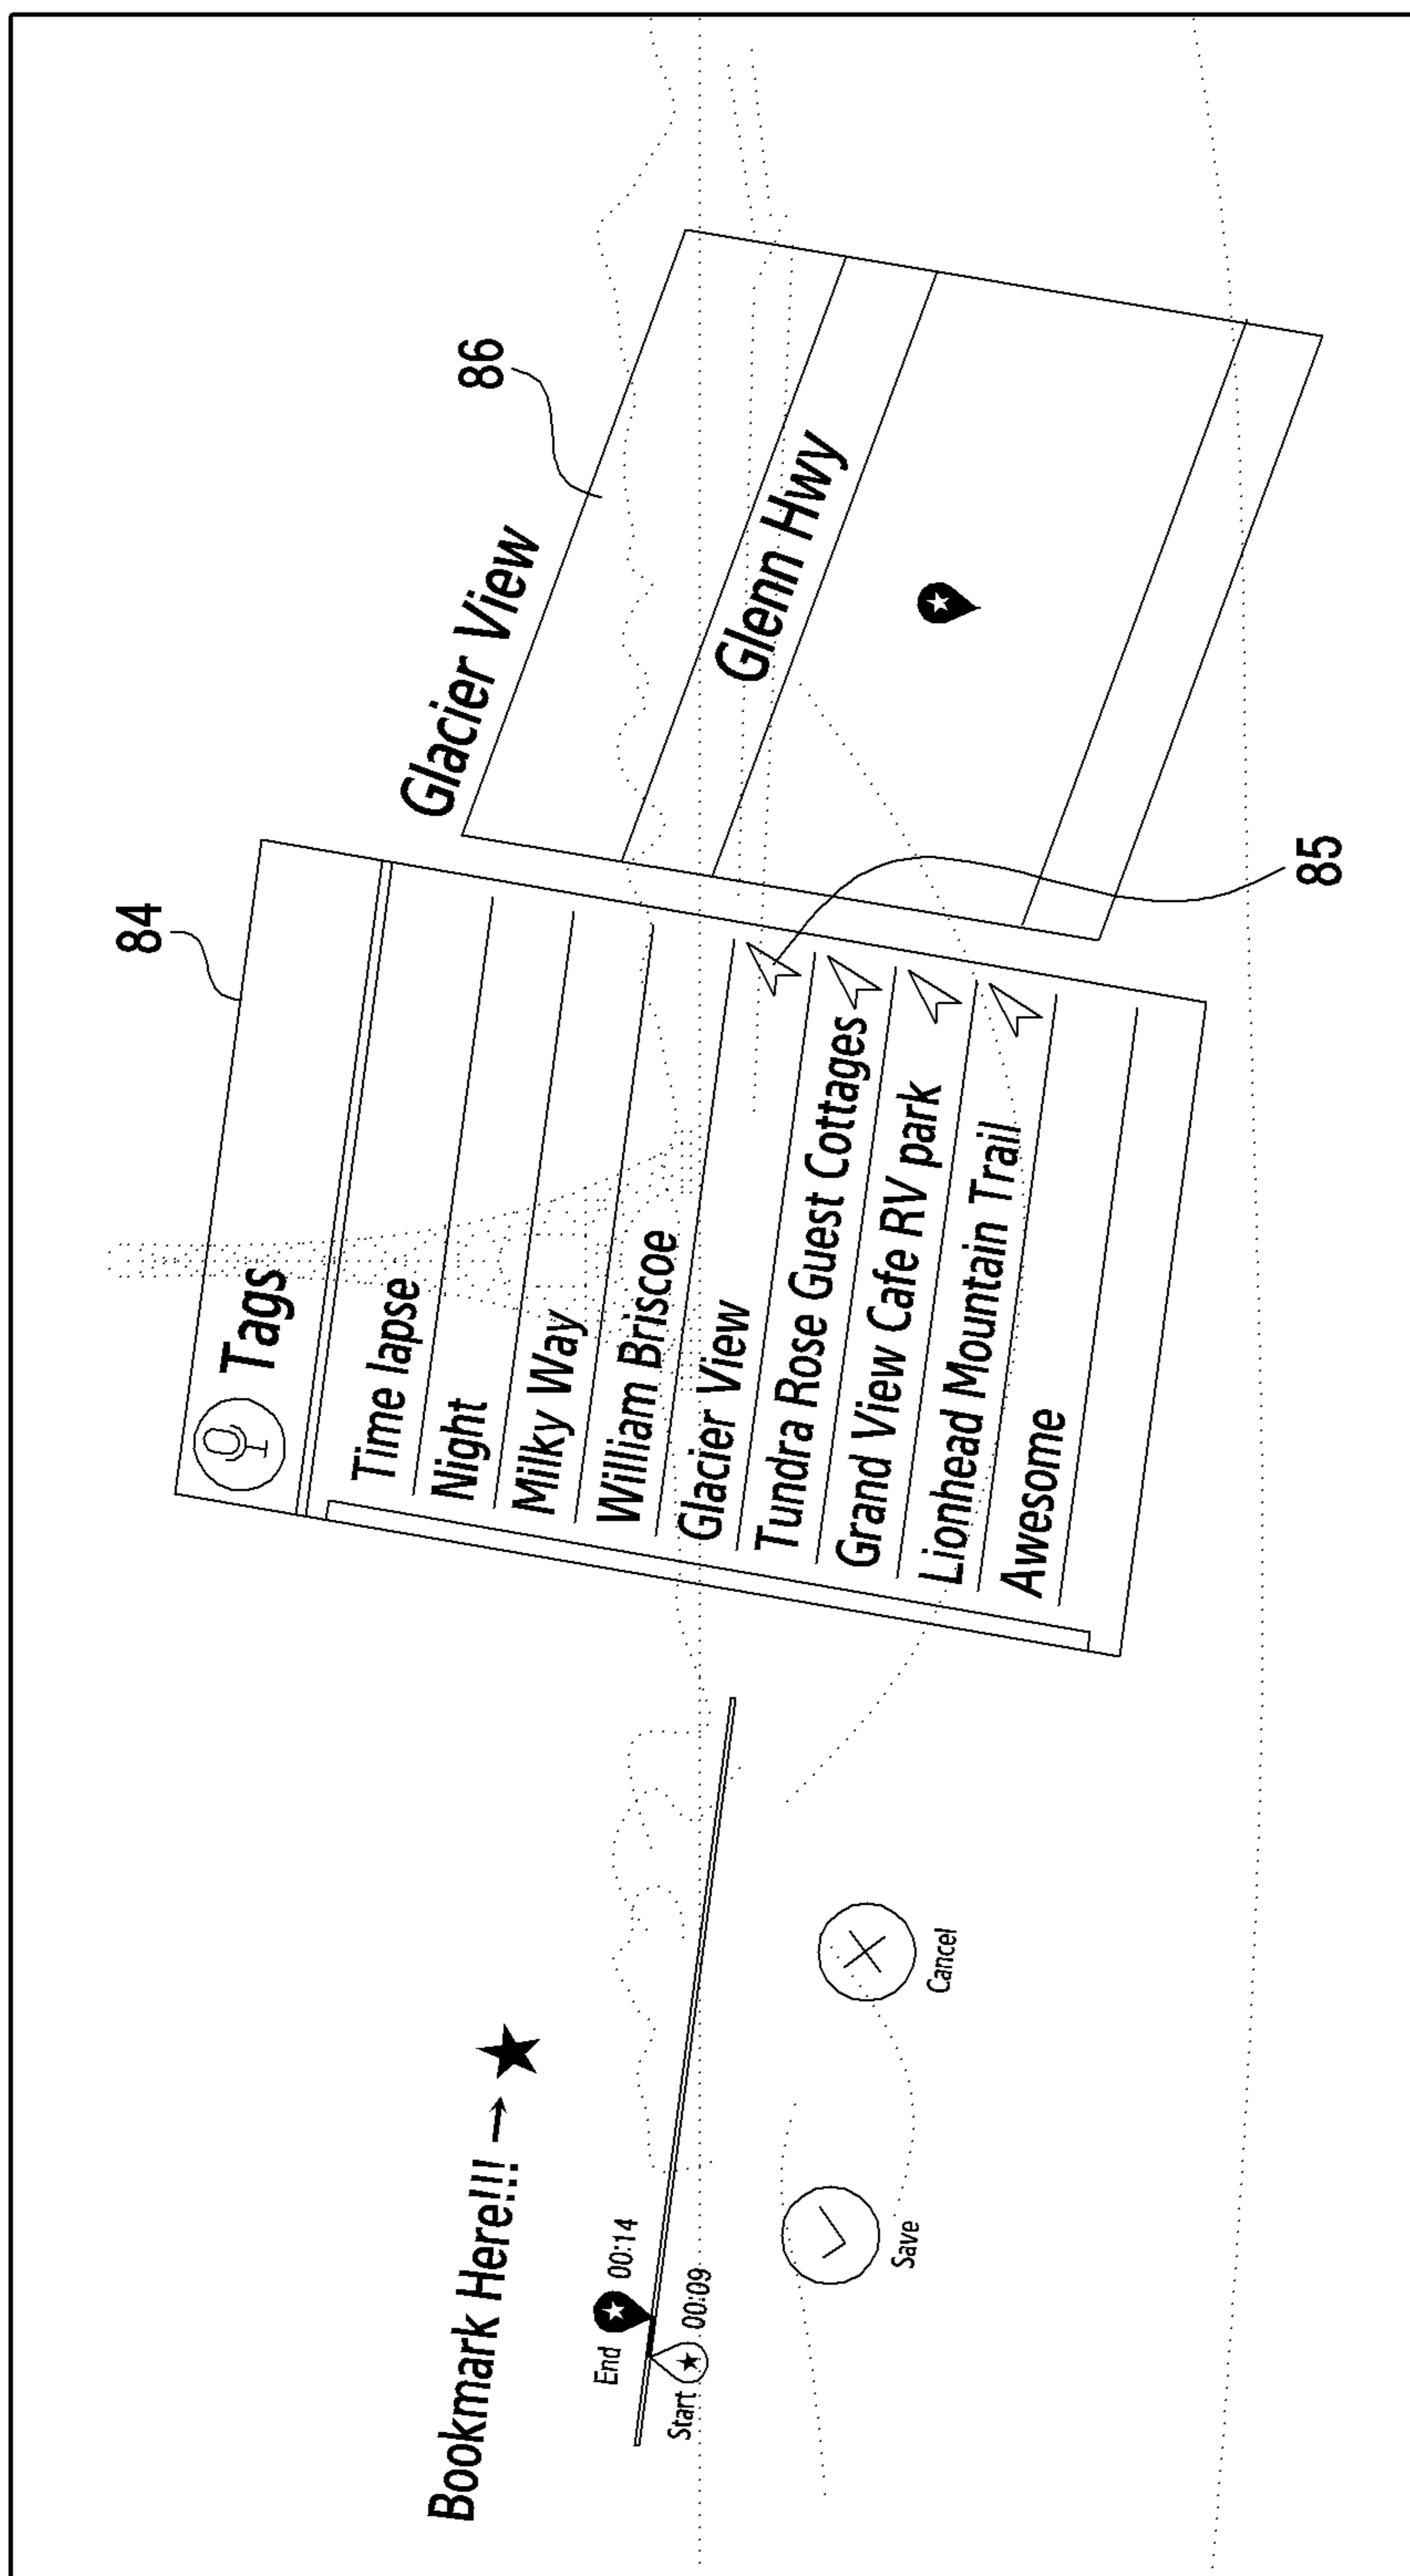 Bookmark Here!!!
End 00:14
Start 00:09
Save
Cancel
84
Tags
Time lapse
Night
Milky Way
William Briscoe
Glacier View
Tundra Rose Guest Cottages
Grand View Cafe RV park
Lionhead Mountain Trail
Awesome
85
86
Glacier View
Glenn Hwy